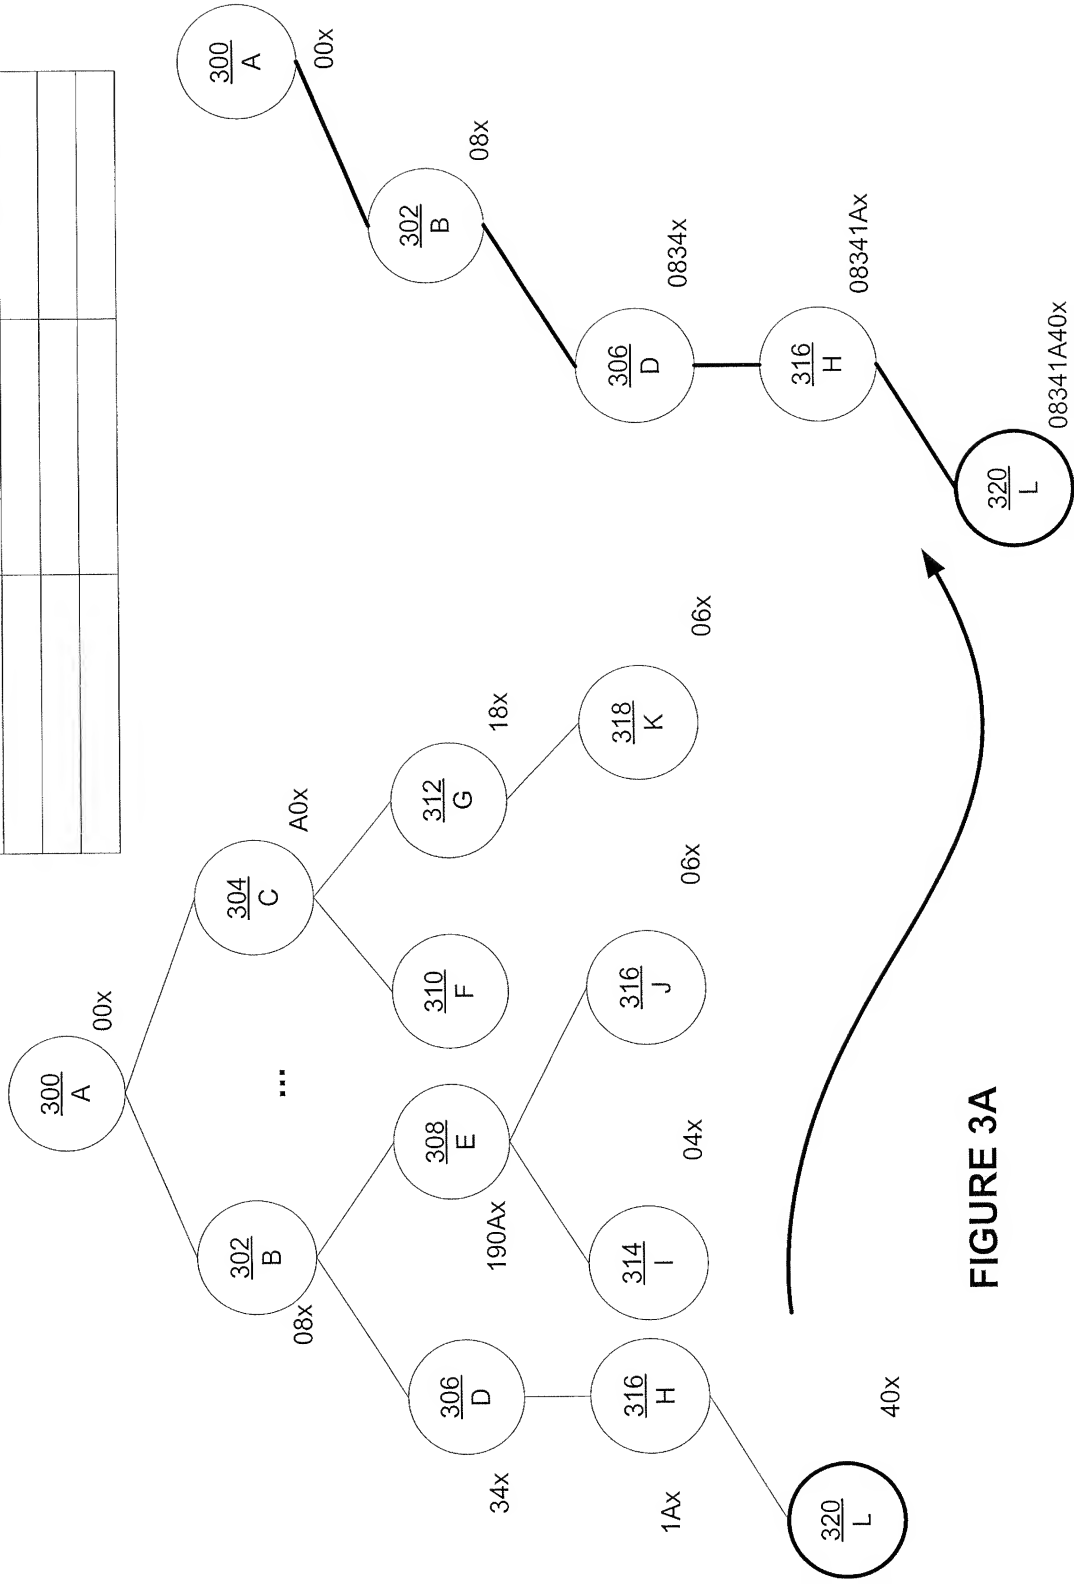 300
A
00x
302
B
08x
304
C
A0x
...
306
D
34x
308
E
190Ax
310
F
312
G
18x
316
H
1Ax
314
I
04x
316
J
06x
318
K
06x
320
L
40x
300
A
00x
302
B
08x
306
D
0834x
316
H
08341Ax
320
L
08341A40x
FIGURE 3A